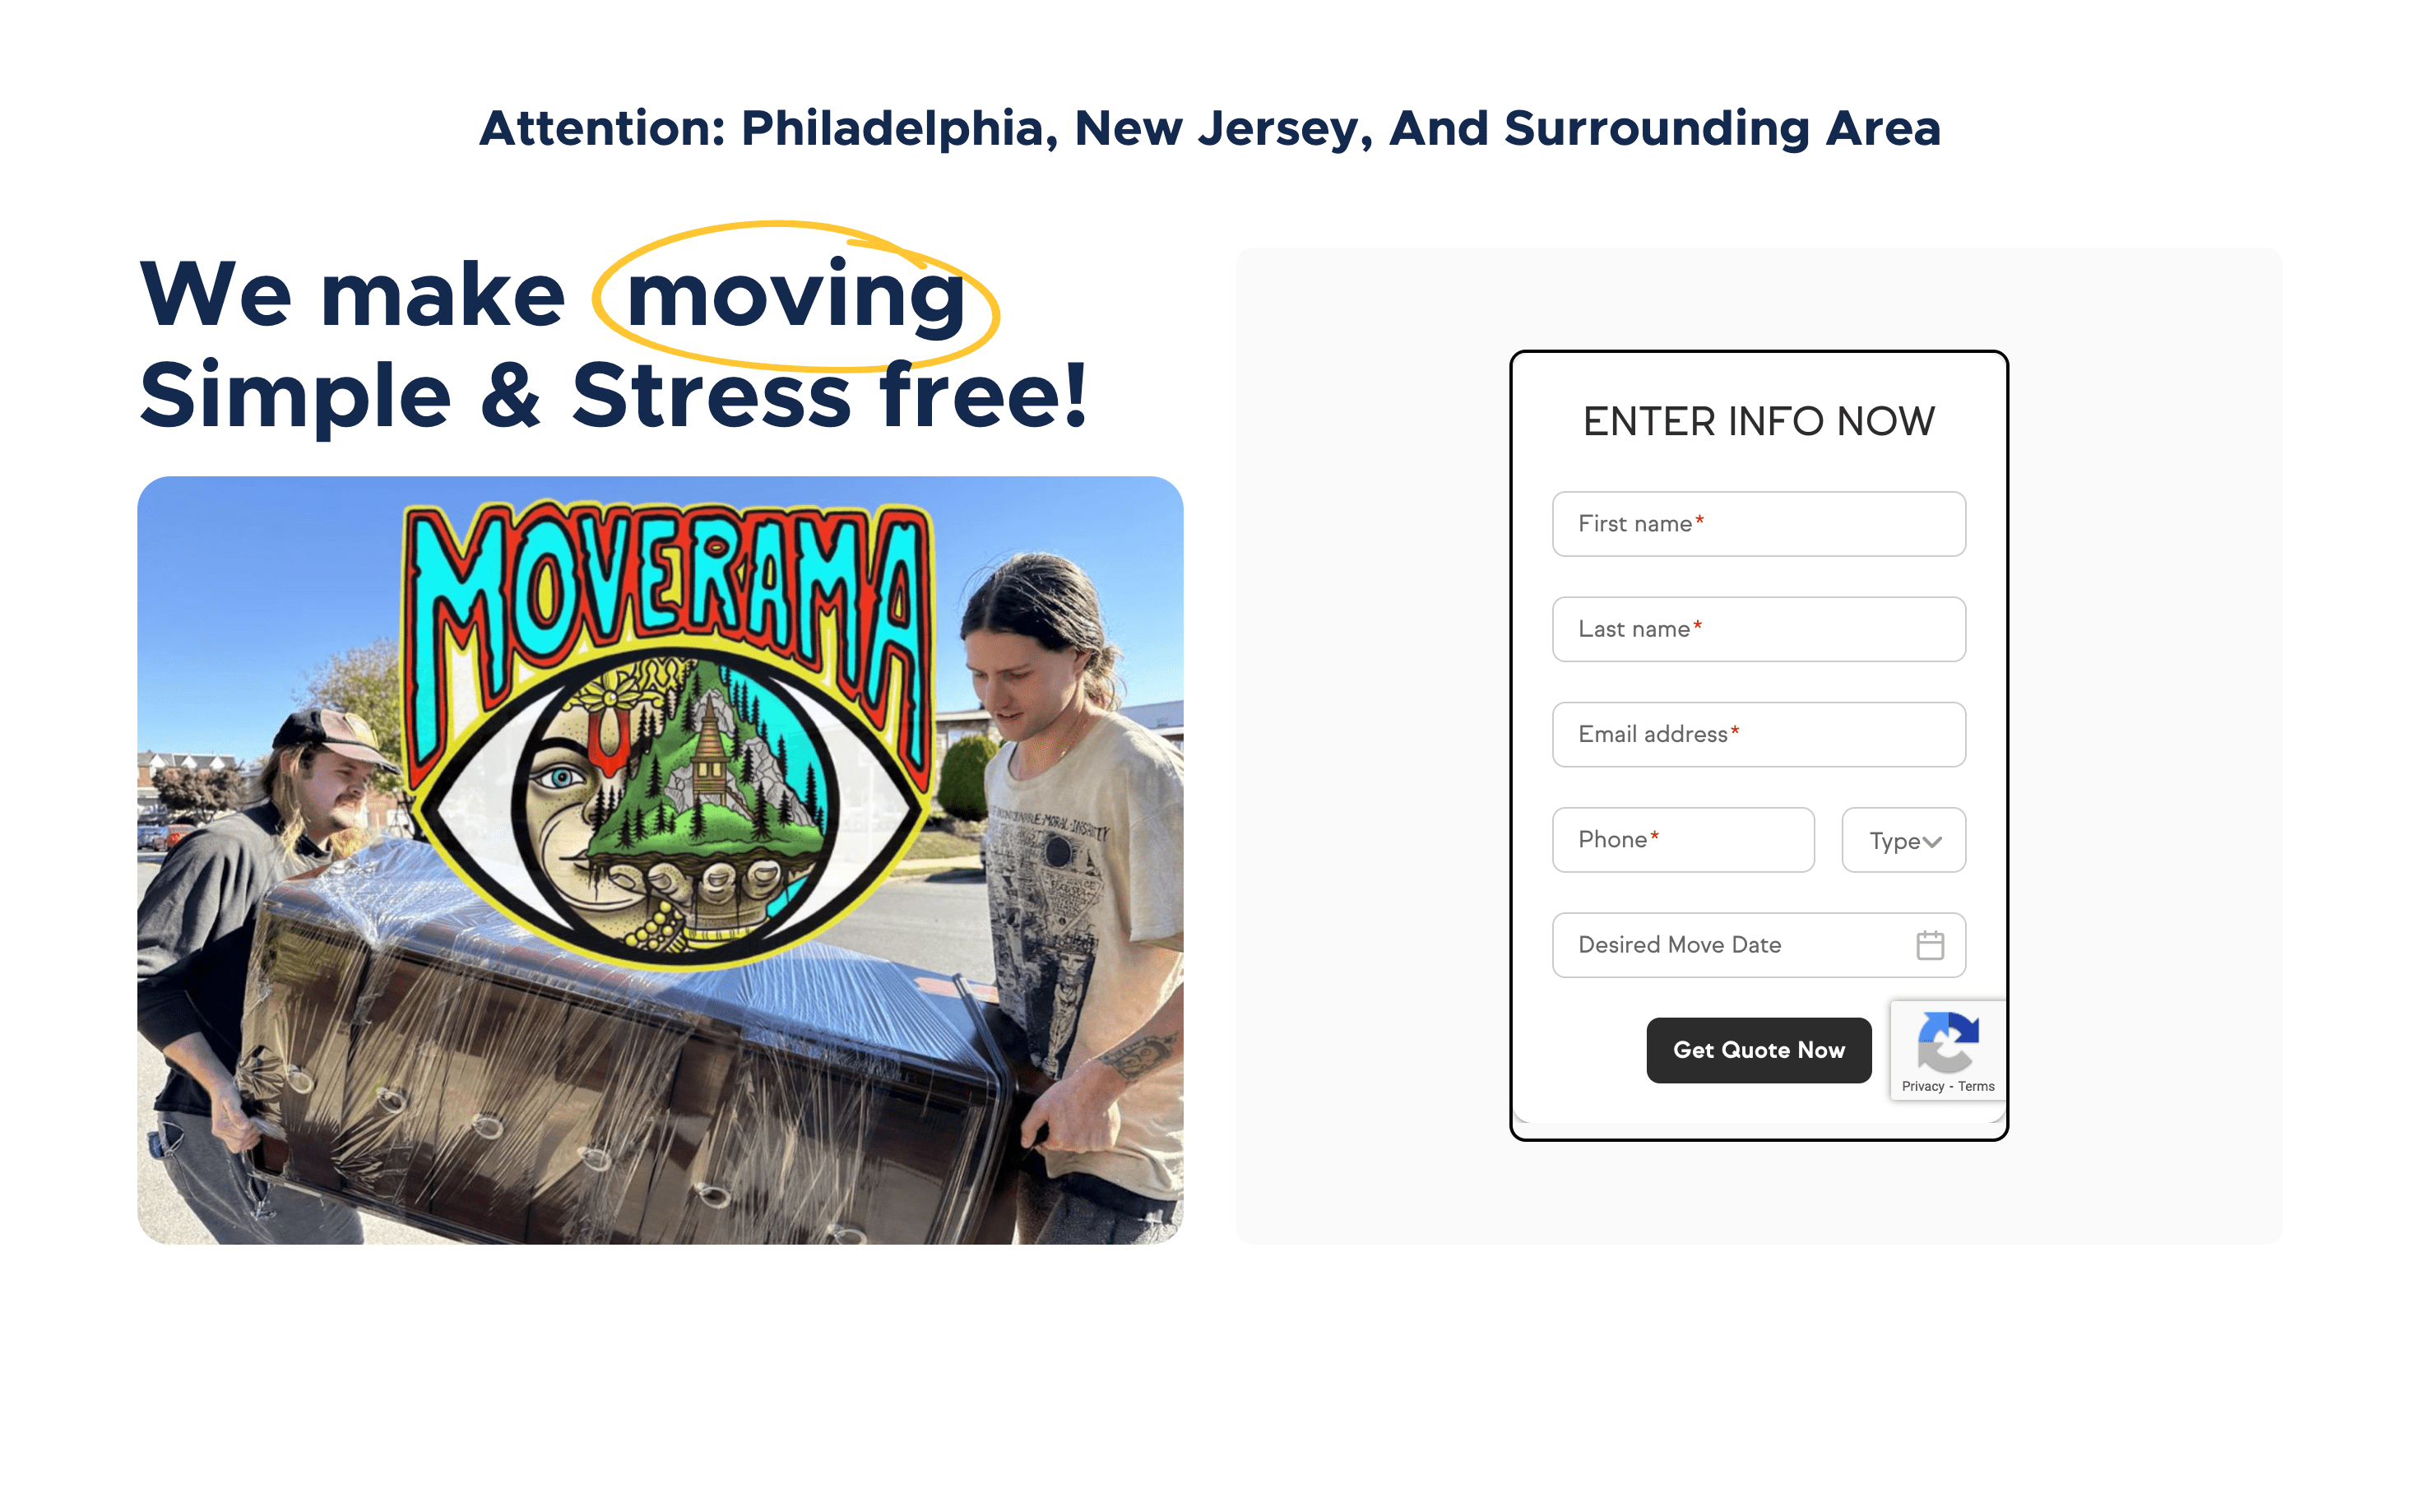 Attention: Philadelphia, New Jersey, And Surrounding Area
We make moving
Simple & Stress free!
MOVERAMA
ENTER INFO NOW
First name*
Last name*
Email address*
Phone*
Type
Desired Move Date
Get Quote Now
Privacy - Terms